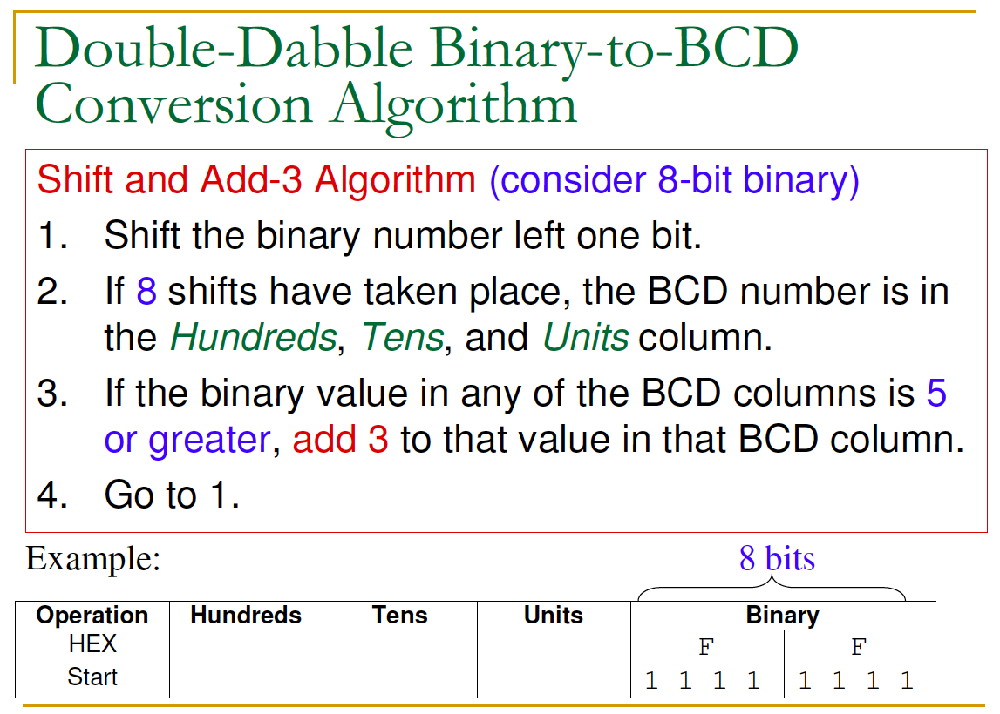 Double-Dabble Binary-to-BCD
Conversion Algorithm
Shift and Add-3 Algorithm (consider 8-bit binary)
1. Shift the binary number left one bit.
2. If 8 shifts have taken place, the BCD number is in
the Hundreds, Tens, and Units column.
3. If the binary value in any of the BCD columns is 5
or greater, add 3 to that value in that BCD column.
4. Go to 1.
Example:
8 bits
Operation Hundreds Tens Units Binary
HEX F F
Start 1 1 1 1 1 1 1 1